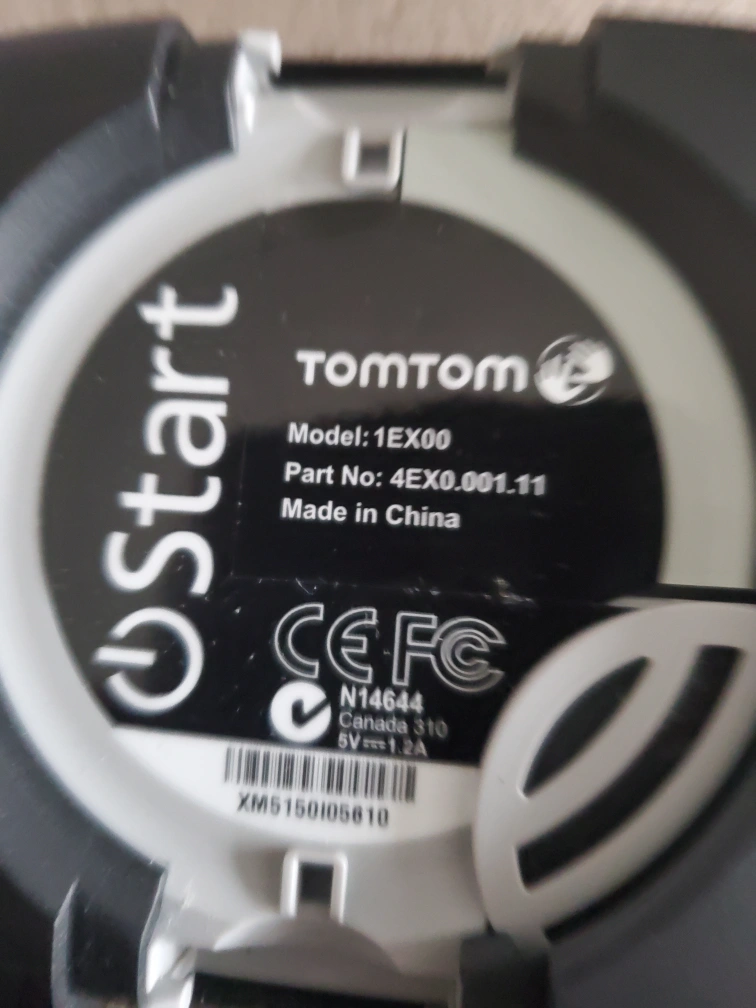 Start
TOMTOM
Model: 1EX00
Part No: 4EX0.001.11
Made in China
CE FC
N14644
Canada 310
5V⎓1.2A
XM5150I05610